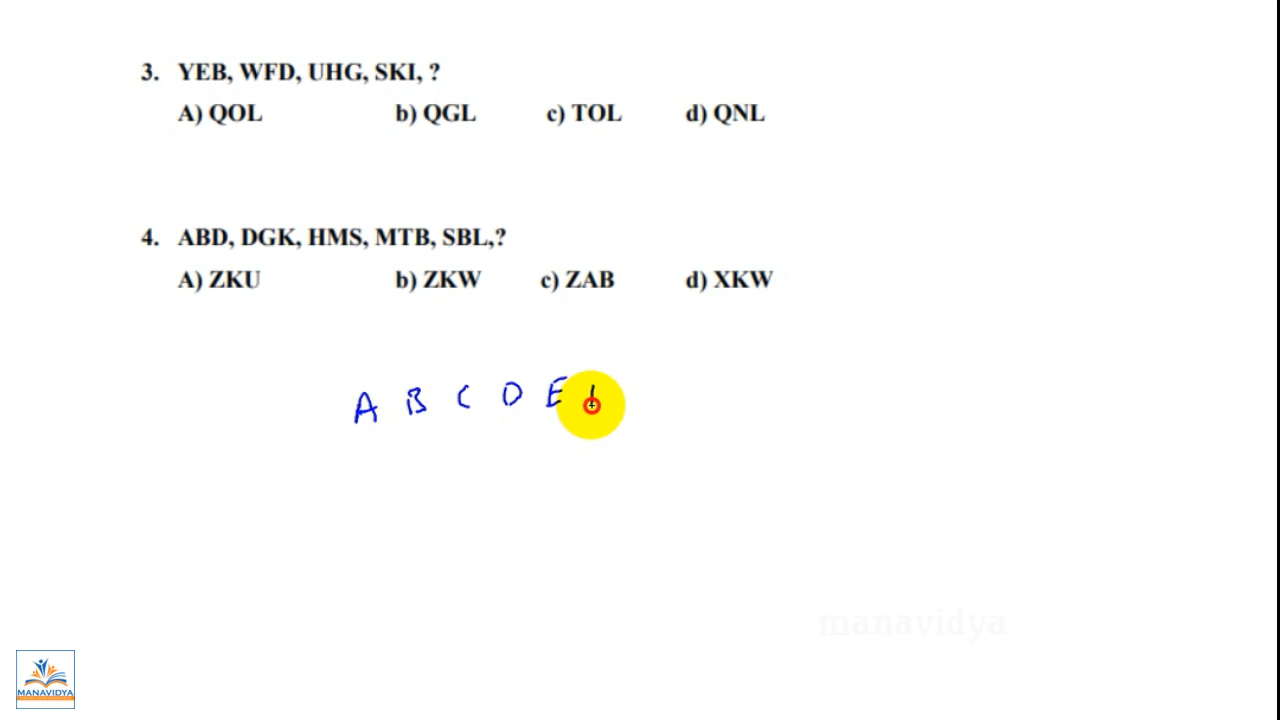 3. YEB, WFD, UHG, SKI, ?
A) QOL b) QGL c) TOL d) QNL
4. ABD, DGK, HMS, MTB, SBL,?
A) ZKU b) ZKW c) ZAB d) XKW
A B C D E
manavidya
MANAVIDYA